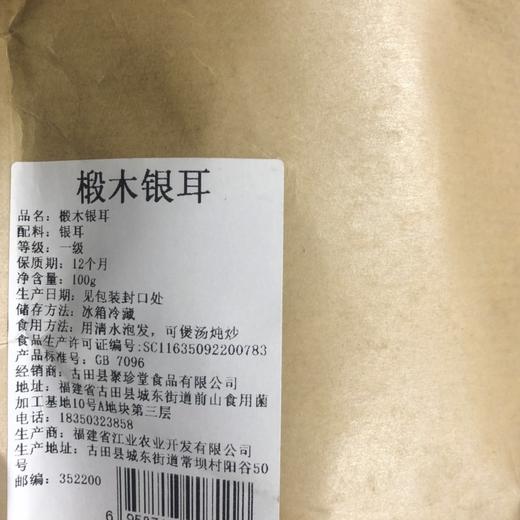 椴木银耳
品名：椴木银耳
配料：银耳
等级：一级
保质期：12个月
净含量：100g
生产日期：见包装封口处
储存方法：冰箱冷藏
食用方法：用清水泡发，可煲汤炖炒
食品生产许可证编号:SC11635092200783
产品标准号：GB 7096
经销商：古田县聚珍堂食品有限公司
地址：福建省古田县城东街道前山食用菌
加工基地10号A地块第三层
电话：18350323858
生产商：福建省江业农业开发有限公司
生产地址：古田县城东街道常坝村阳谷50
号
邮编：352200